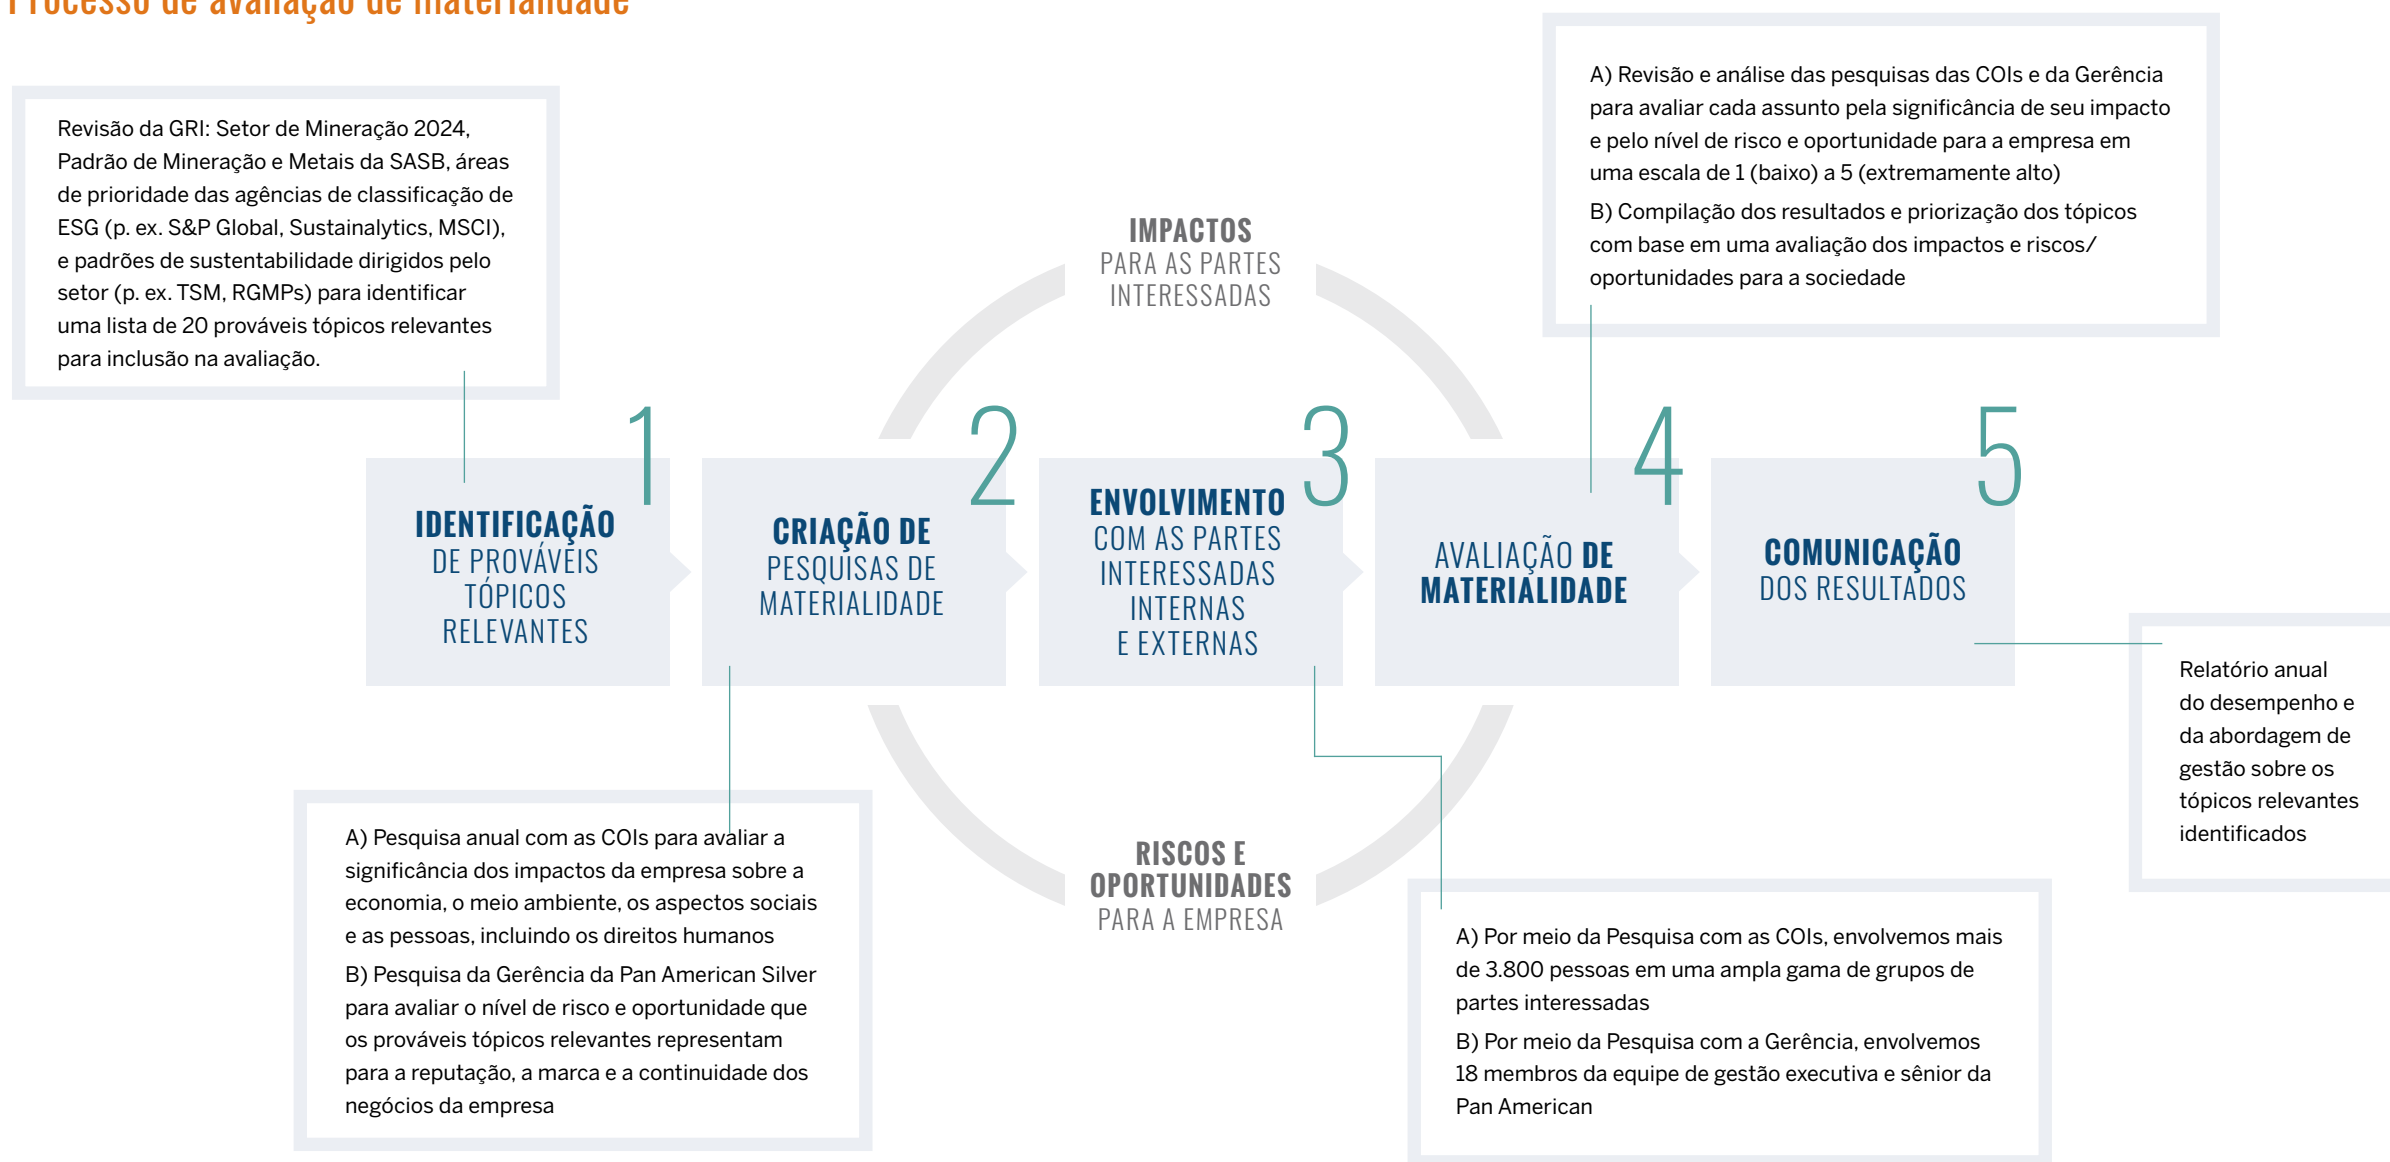 Processo de avaliação de materialidade
Revisão da GRI: Setor de Mineração 2024,
Padrão de Mineração e Metais da SASB, áreas
de prioridade das agências de classificação de
ESG (p. ex. S&P Global, Sustainalytics, MSCI),
e padrões de sustentabilidade dirigidos pelo
setor (p. ex. TSM, RGMPs) para identificar
uma lista de 20 prováveis tópicos relevantes
para inclusão na avaliação.
IMPACTOS
PARA AS PARTES
INTERESSADAS
A) Revisão e análise das pesquisas das COIs e da Gerência
para avaliar cada assunto pela significância de seu impacto
e pelo nível de risco e oportunidade para a empresa em
uma escala de 1 (baixo) a 5 (extremamente alto)
B) Compilação dos resultados e priorização dos tópicos
com base em uma avaliação dos impactos e riscos/
oportunidades para a sociedade
1
IDENTIFICAÇÃO
DE PROVÁVEIS
TÓPICOS
RELEVANTES
2
CRIAÇÃO DE
PESQUISAS DE
MATERIALIDADE
3
ENVOLVIMENTO
COM AS PARTES
INTERESSADAS
INTERNAS
E EXTERNAS
4
AVALIAÇÃO DE
MATERIALIDADE
5
COMUNICAÇÃO
DOS RESULTADOS
A) Pesquisa anual com as COIs para avaliar a
significância dos impactos da empresa sobre a
economia, o meio ambiente, os aspectos sociais
e as pessoas, incluindo os direitos humanos
B) Pesquisa da Gerência da Pan American Silver
para avaliar o nível de risco e oportunidade que
os prováveis tópicos relevantes representam
para a reputação, a marca e a continuidade dos
negócios da empresa
RISCOS E
OPORTUNIDADES
PARA A EMPRESA
A) Por meio da Pesquisa com as COIs, envolvemos mais
de 3.800 pessoas em uma ampla gama de grupos de
partes interessadas
B) Por meio da Pesquisa com a Gerência, envolvemos
18 membros da equipe de gestão executiva e sênior da
Pan American
Relatório anual
do desempenho e
da abordagem de
gestão sobre os
tópicos relevantes
identificados